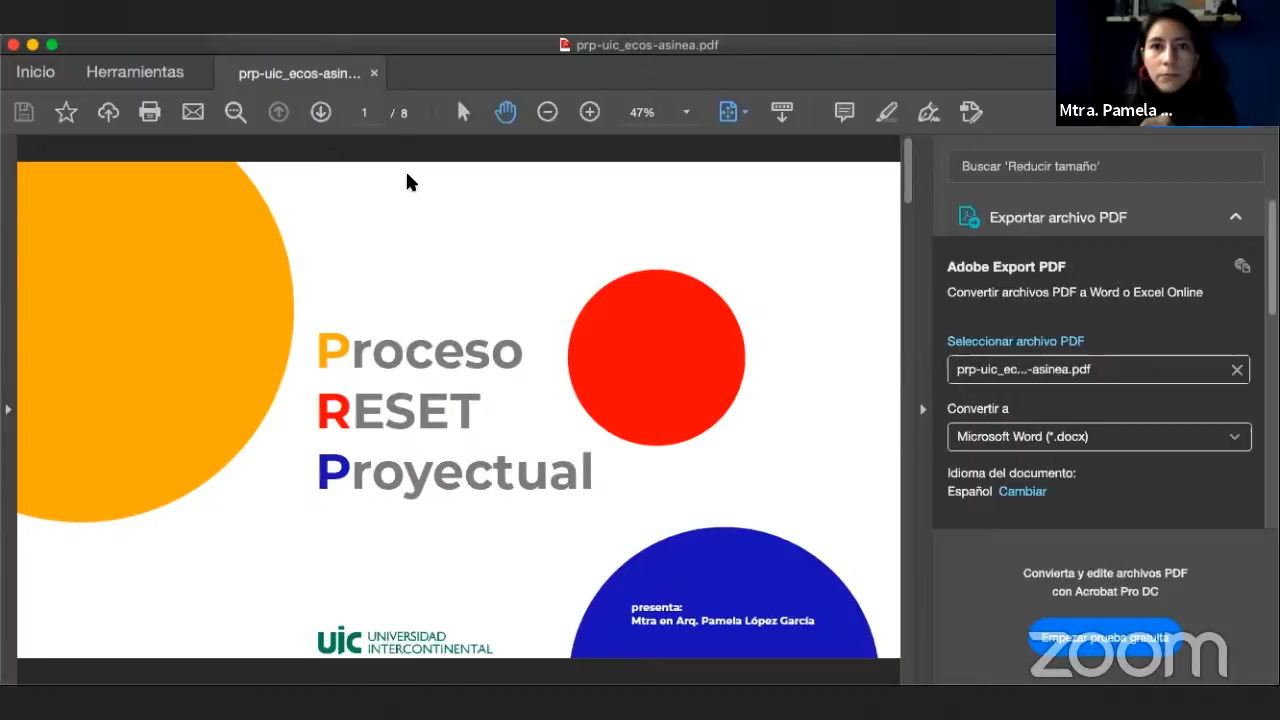 prp-uic_ecos-asinea.pdf
Inicio
Herramientas
prp-uic_ecos-asin...
1 / 8
47%
Mtra. Pamela ...
Buscar 'Reducir tamaño'
Exportar archivo PDF
Adobe Export PDF
Convertir archivos PDF a Word o Excel Online
Seleccionar archivo PDF
prp-uic_ec...-asinea.pdf
Convertir a
Microsoft Word (*.docx)
Idioma del documento:
Español Cambiar
Convierta y edite archivos PDF
con Acrobat Pro DC
Empezar prueba gratuita
zoom
Proceso
RESET
Proyectual
presenta:
Mtra en Arq. Pamela López García
uic UNIVERSIDAD
INTERCONTINENTAL